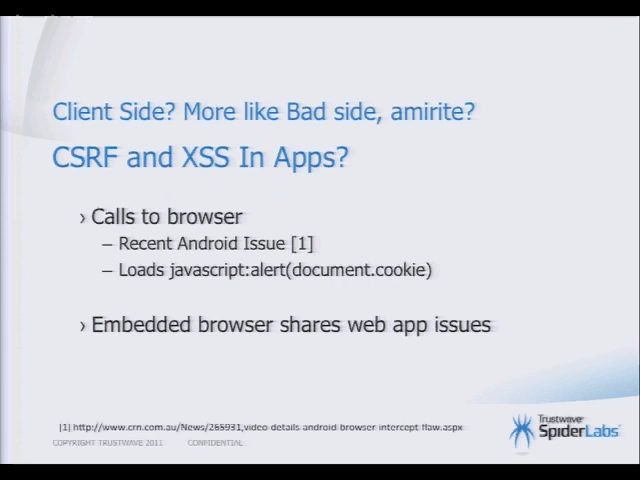 Client Side? More like Bad side, amirite?
CSRF and XSS In Apps?
› Calls to browser
– Recent Android Issue [1]
– Loads javascript:alert(document.cookie)
› Embedded browser shares web app issues
[1] http://www.crn.com.au/News/265931,video-details-android-browser-intercept-flaw.aspx
COPYRIGHT TRUSTWAVE 2011 CONFIDENTIAL
Trustwave®
SpiderLabs®